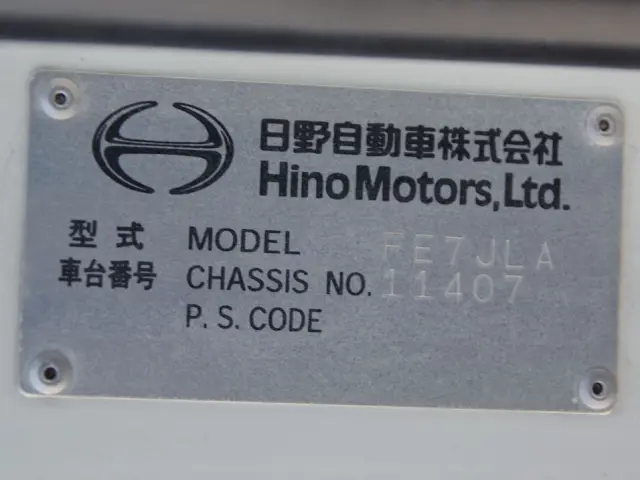 日野自動車株式会社
Hino Motors, Ltd.
型式 MODEL FE7JLA
車台番号 CHASSIS NO. 11407
P. S. CODE